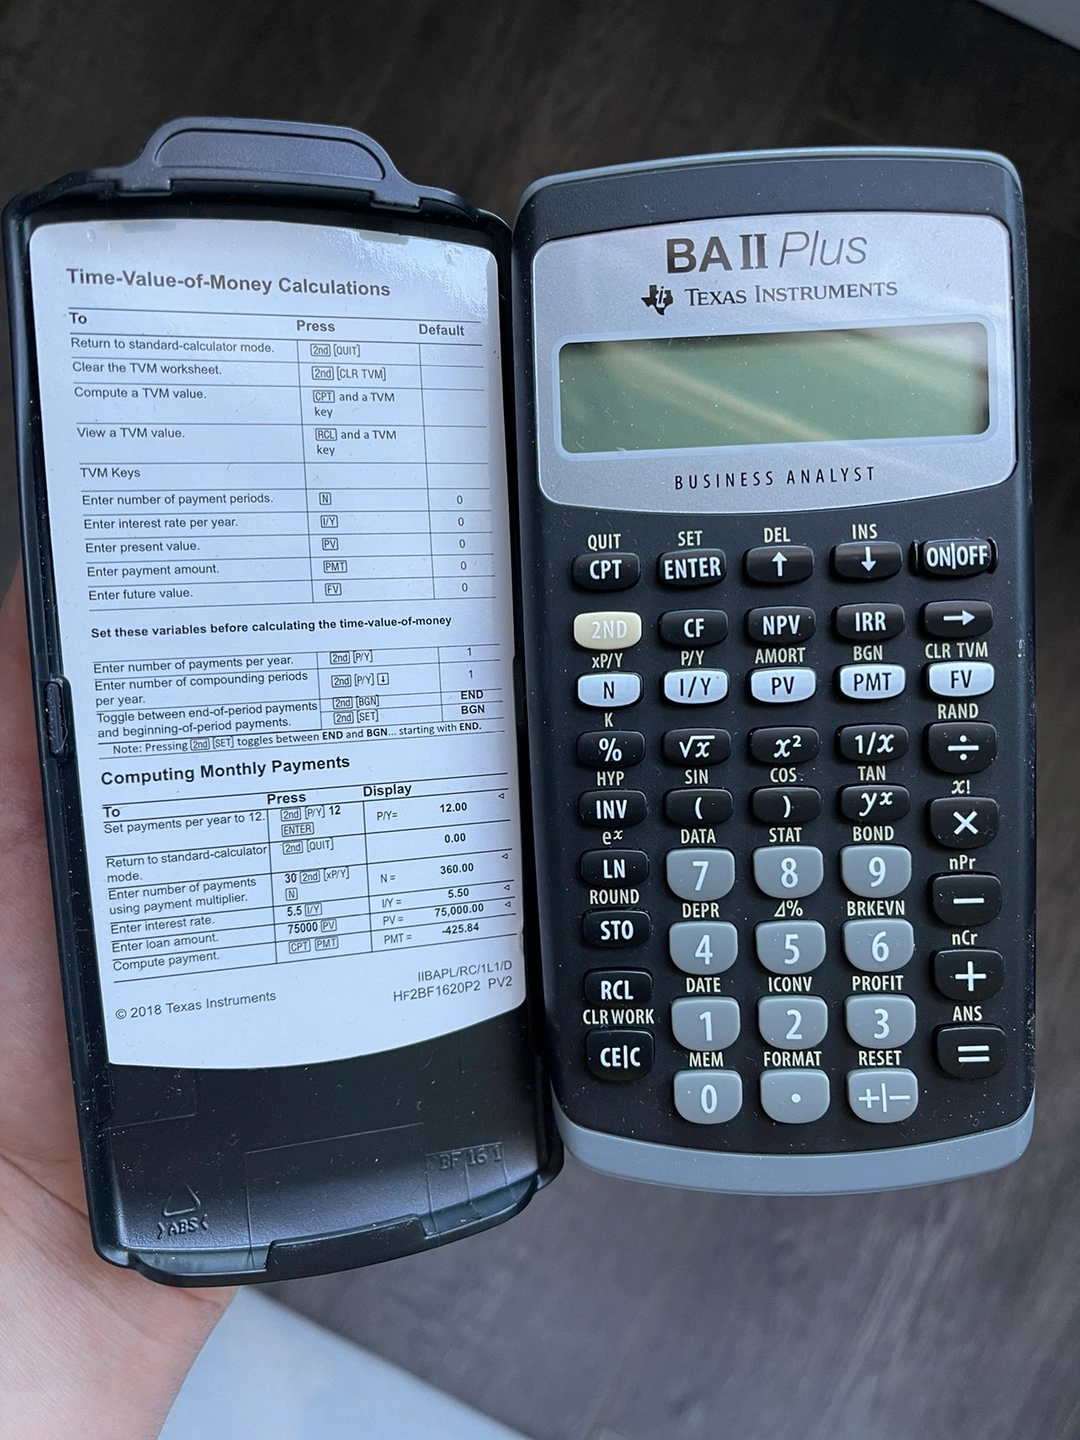 Time-Value-of-Money Calculations
To Press Default
Return to standard-calculator mode. 2nd [QUIT]
Clear the TVM worksheet. 2nd [CLR TVM]
Compute a TVM value. CPT and a TVM
key
View a TVM value. RCL and a TVM
key
TVM Keys
Enter number of payment periods. N 0
Enter interest rate per year. I/Y 0
Enter present value. PV 0
Enter payment amount. PMT 0
Enter future value. FV 0
Set these variables before calculating the time-value-of-money
Enter number of payments per year. 2nd [P/Y] 1
Enter number of compounding periods 2nd [P/Y] ↓ 1
per year.
Toggle between end-of-period payments 2nd [BGN] END
and beginning-of-period payments. 2nd [SET] BGN
Note: Pressing 2nd [SET] toggles between END and BGN... starting with END.
Computing Monthly Payments
To Press Display
Set payments per year to 12. 2nd [P/Y] 12 P/Y= 12.00
ENTER
Return to standard-calculator 2nd [QUIT] 0.00
mode.
Enter number of payments 30 2nd [xP/Y] N = 360.00
using payment multiplier. N
Enter interest rate. 5.5 I/Y I/Y = 5.50
Enter loan amount. 75000 PV PV = 75,000.00
Compute payment. CPT PMT PMT = -425.84
IIBAPL/RC/1L1/D
© 2018 Texas Instruments HF2BF1620P2 PV2
BF 16 1
>ABS<
BA II Plus
TEXAS INSTRUMENTS
BUSINESS ANALYST
QUIT SET DEL INS
CPT ENTER ↑ ↓ ON|OFF
2ND CF NPV IRR →
xP/Y P/Y AMORT BGN CLR TVM
N I/Y PV PMT FV
K RAND
% √x x² 1/x ÷
HYP SIN COS TAN x!
INV ( ) yx ×
ex DATA STAT BOND nPr
LN 7 8 9 −
ROUND DEPR Δ% BRKEVN nCr
STO 4 5 6 +
DATE ICONV PROFIT ANS
RCL 1 2 3 =
CLR WORK MEM FORMAT RESET
CE|C 0 . +|−